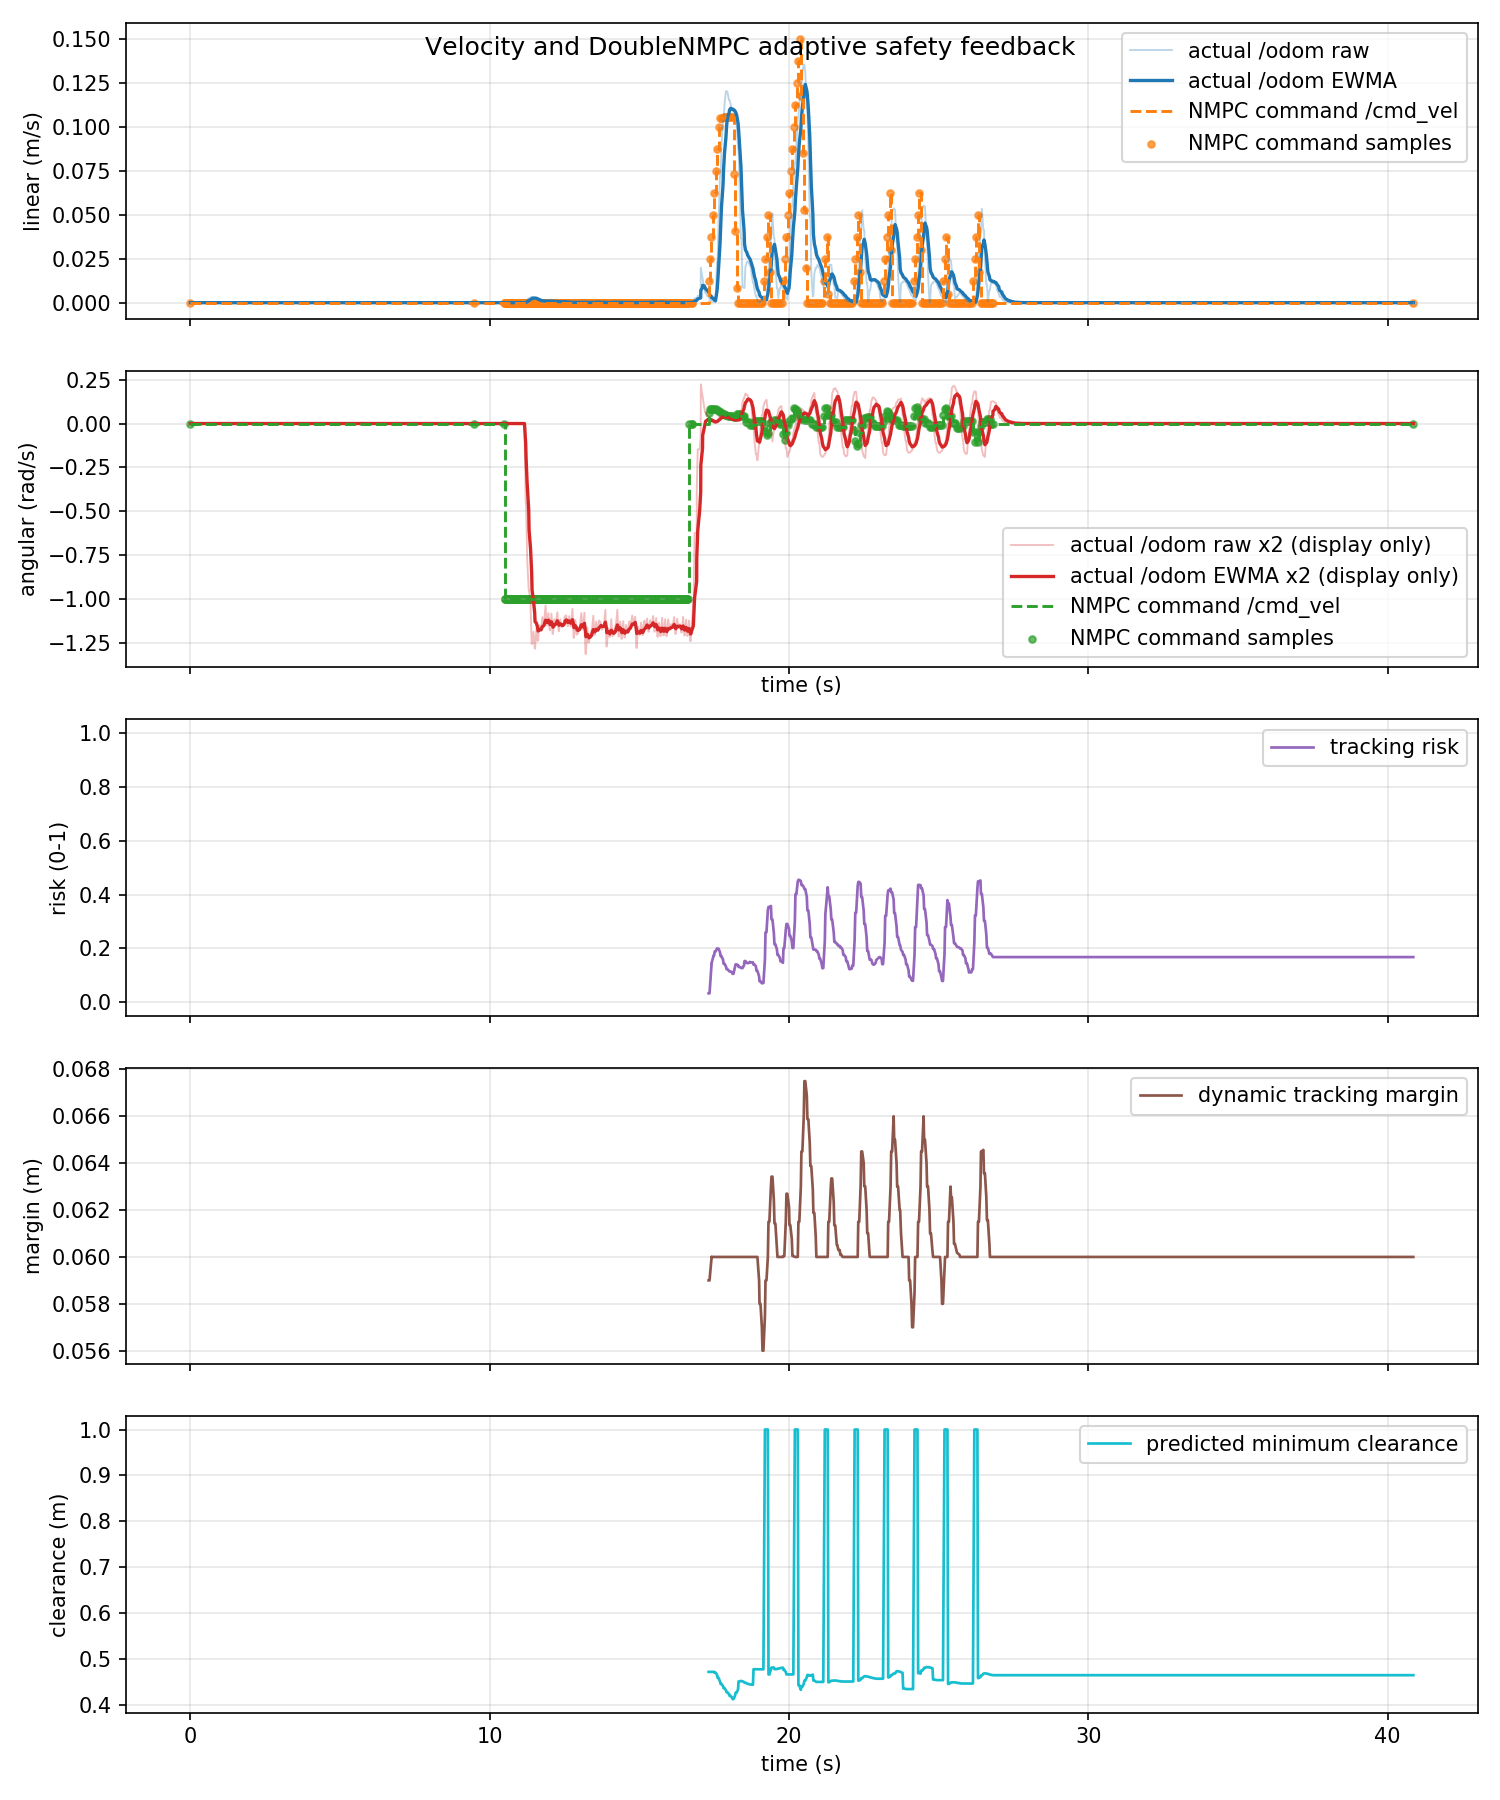 Velocity and DoubleNMPC adaptive safety feedback
0.150
0.125
0.100
0.075
0.050
0.025
0.000
linear (m/s)
actual /odom raw
actual /odom EWMA
NMPC command /cmd_vel
NMPC command samples
0.25
0.00
−0.25
−0.50
−0.75
−1.00
−1.25
angular (rad/s)
actual /odom raw x2 (display only)
actual /odom EWMA x2 (display only)
NMPC command /cmd_vel
NMPC command samples
time (s)
1.0
0.8
0.6
0.4
0.2
0.0
risk (0-1)
tracking risk
0.068
0.066
0.064
0.062
0.060
0.058
0.056
margin (m)
dynamic tracking margin
1.0
0.9
0.8
0.7
0.6
0.5
0.4
clearance (m)
predicted minimum clearance
0 10 20 30 40
time (s)